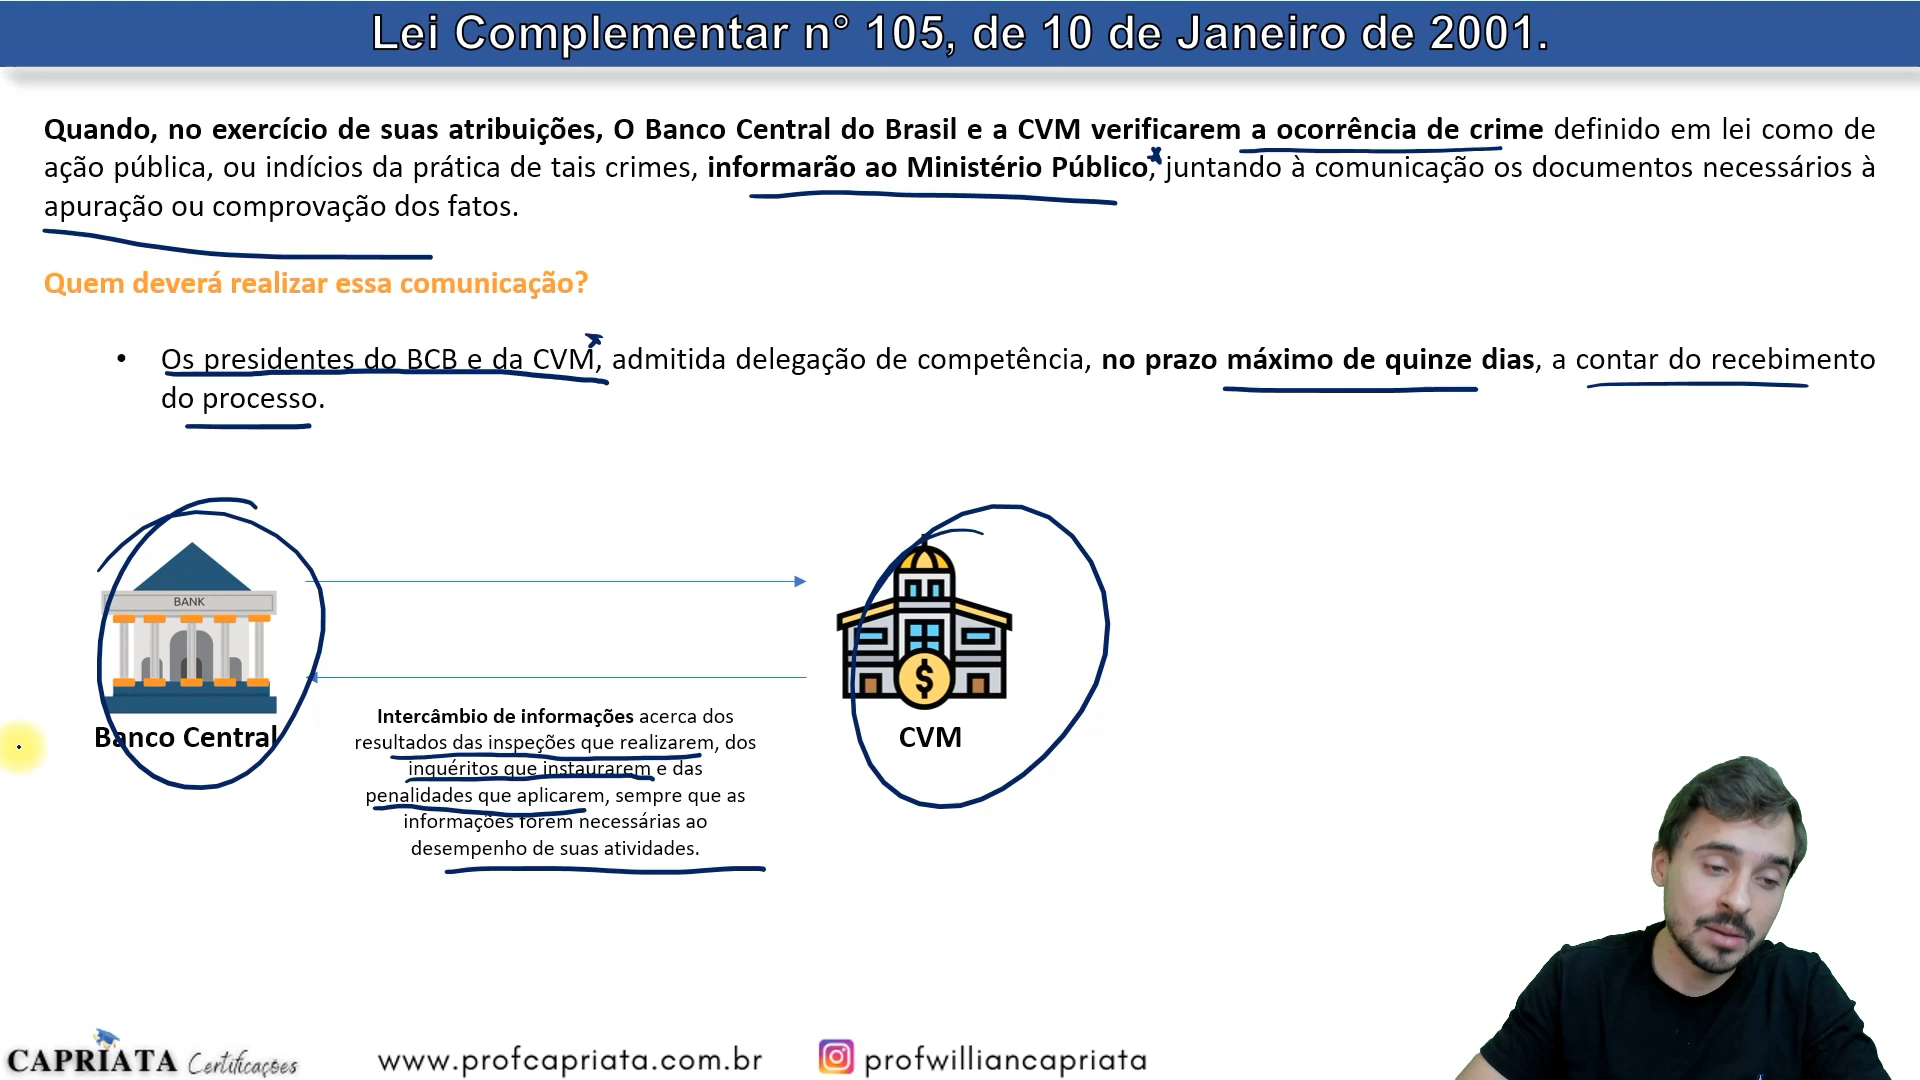 Lei Complementar n° 105, de 10 de Janeiro de 2001.
Quando, no exercício de suas atribuições, O Banco Central do Brasil e a CVM verificarem a ocorrência de crime definido em lei como de
ação pública, ou indícios da prática de tais crimes, informarão ao Ministério Público, juntando à comunicação os documentos necessários à
apuração ou comprovação dos fatos.
Quem deverá realizar essa comunicação?
• Os presidentes do BCB e da CVM, admitida delegação de competência, no prazo máximo de quinze dias, a contar do recebimento
do processo.
BANK
Banco Central
$
CVM
Intercâmbio de informações acerca dos
resultados das inspeções que realizarem, dos
inquéritos que instaurarem e das
penalidades que aplicarem, sempre que as
informações forem necessárias ao
desempenho de suas atividades.
CAPRIATA Certificações
www.profcapriata.com.br
profwilliancapriata